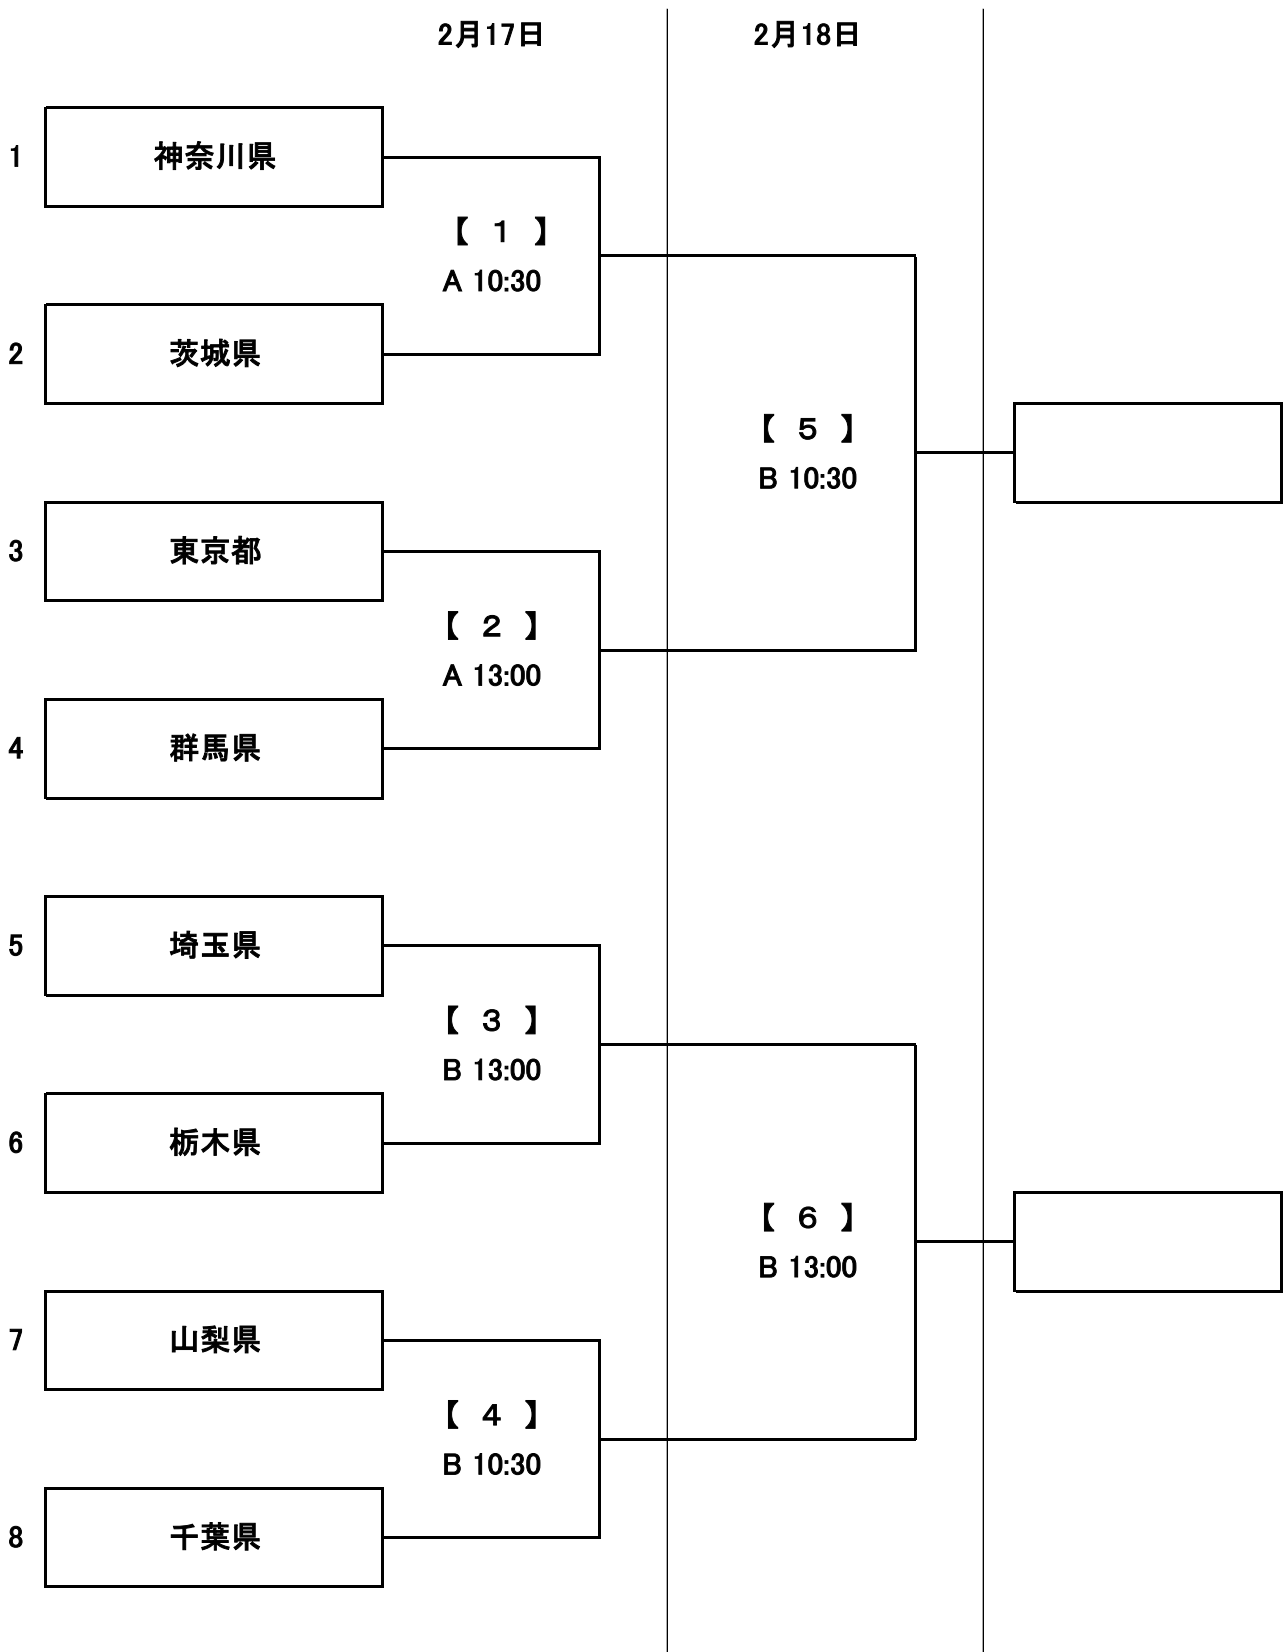 2月17日
2月18日
1
神奈川県
【 1 】
A 10:30
2
茨城県
【 5 】
B 10:30
3
東京都
【 2 】
A 13:00
4
群馬県
5
埼玉県
【 3 】
B 13:00
6
栃木県
【 6 】
B 13:00
7
山梨県
【 4 】
B 10:30
8
千葉県